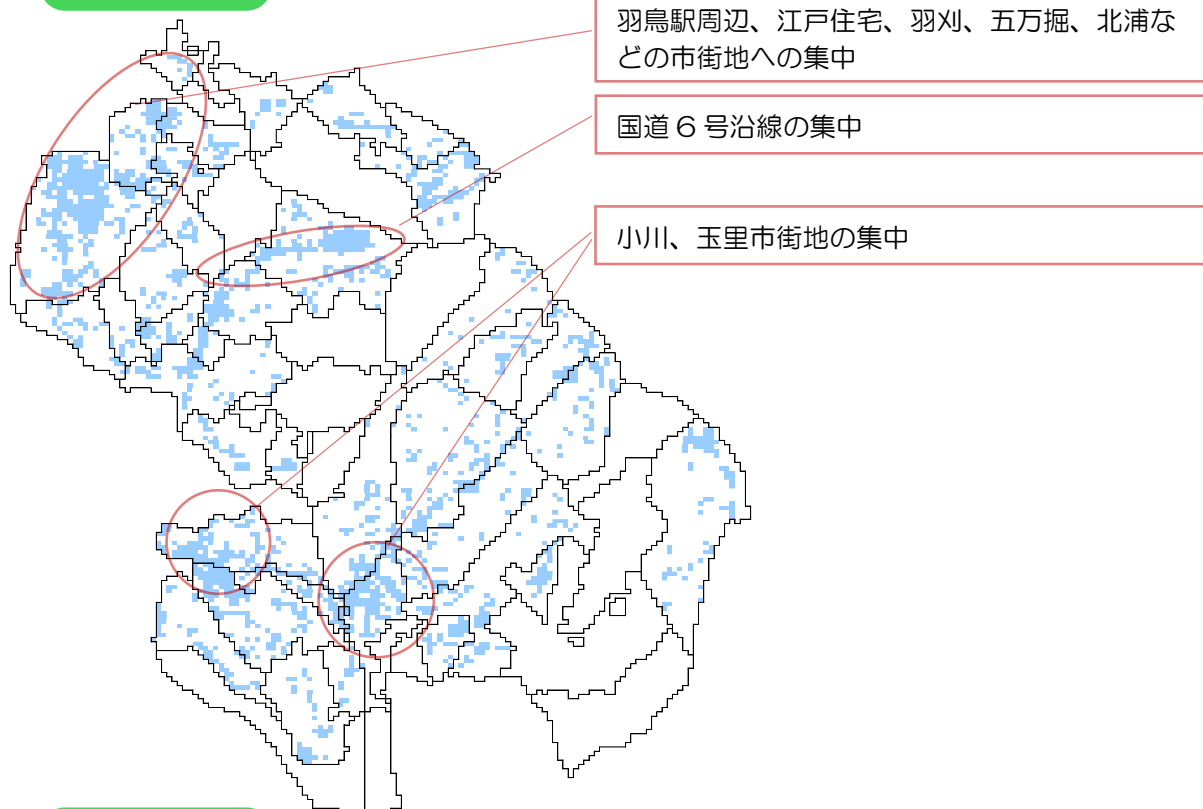 羽鳥駅周辺、江戸住宅、羽刈、五万掘、北浦な
どの市街地への集中
国道６号沿線の集中
小川、玉里市街地の集中